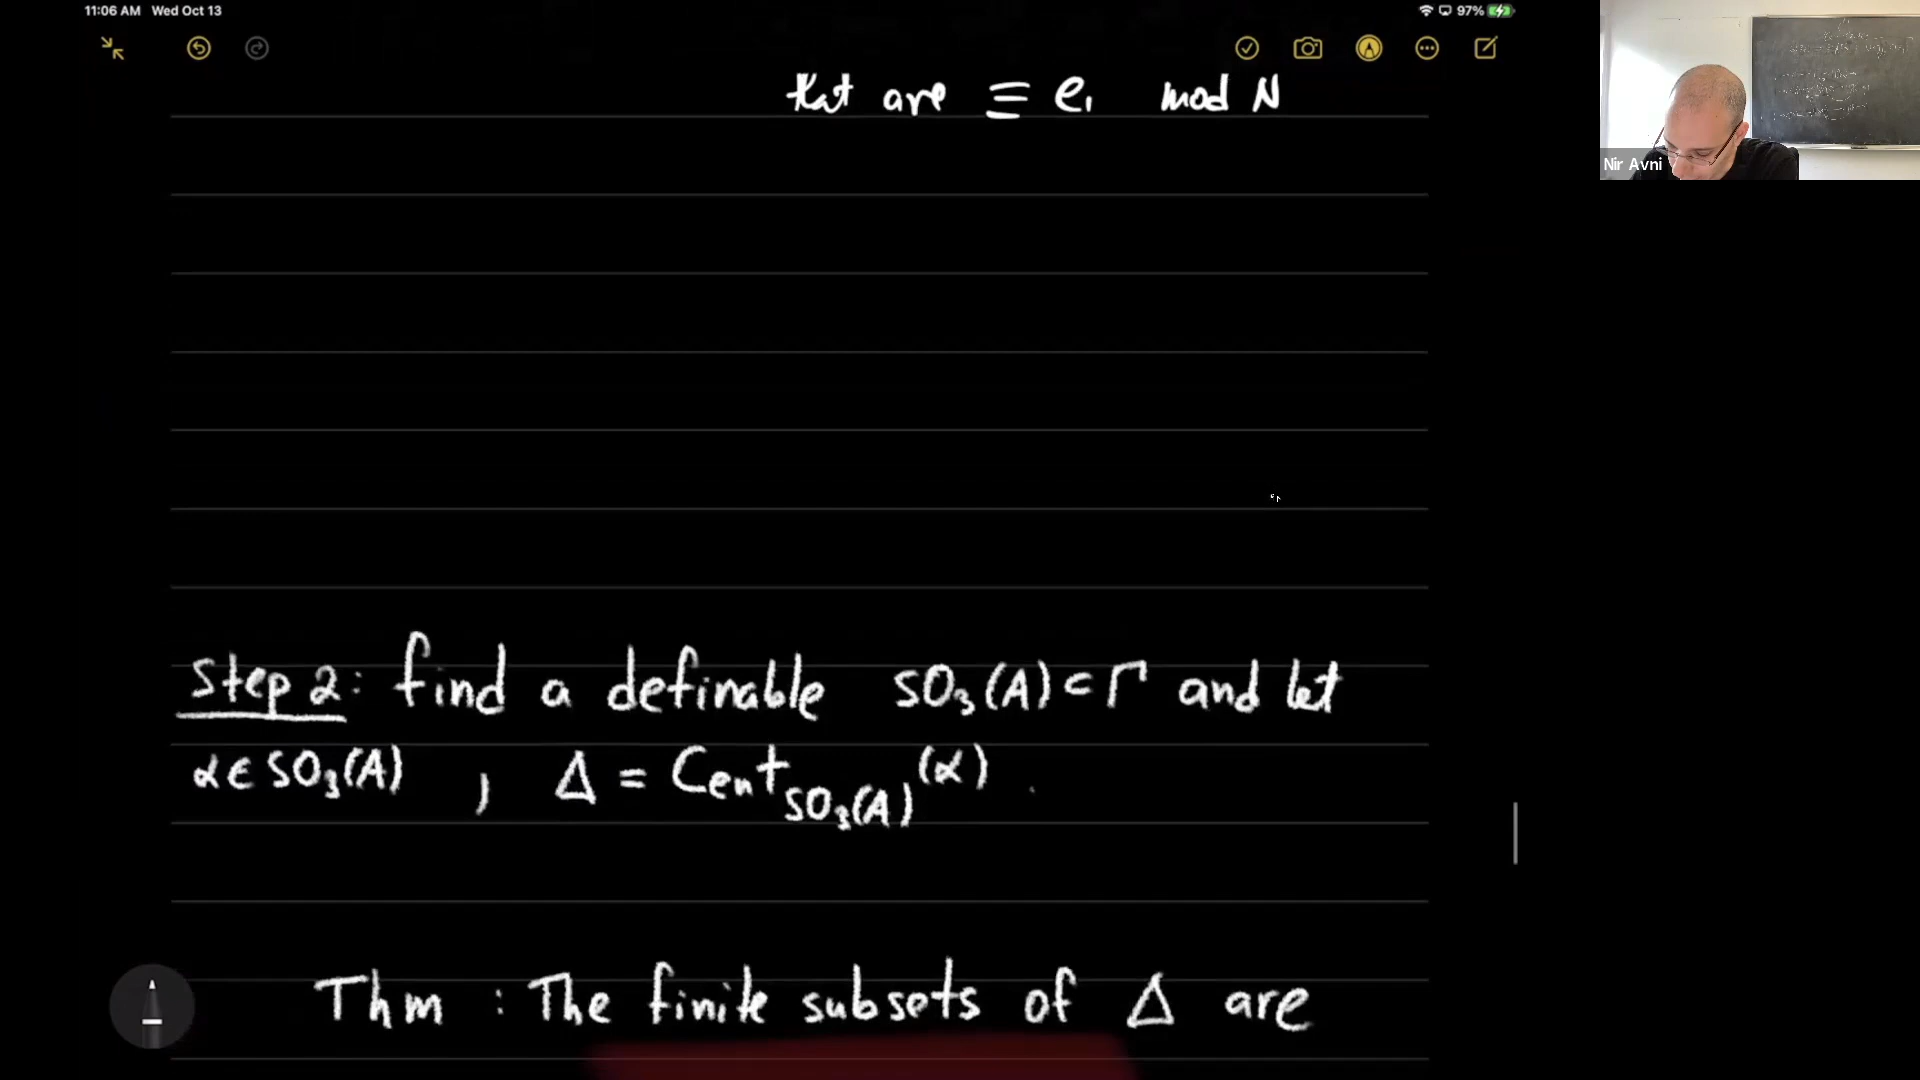 11:06 AM Wed Oct 13
97%
that are ≡ e₁ mod N
Nir Avni
Step 2: find a definable SO₃(A) ⊂ Γ and let
α ∈ SO₃(A) , Δ = Cent_{SO₃(A)}(α) .
Thm : The finite subsets of Δ are